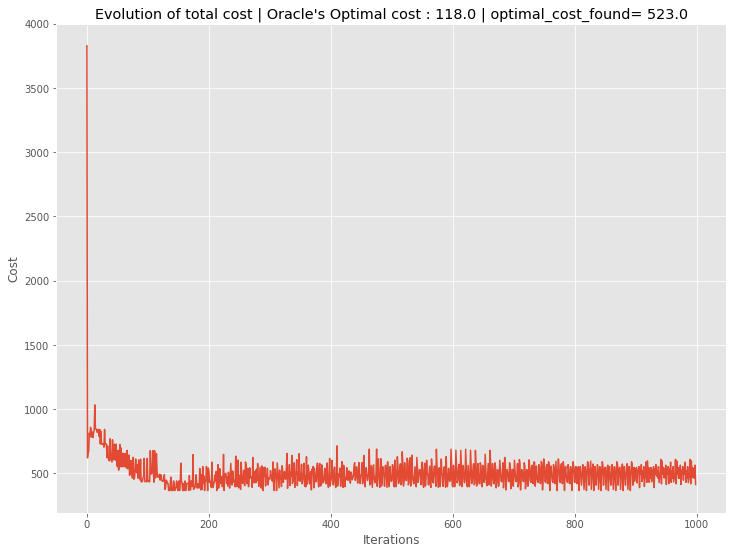 Evolution of total cost | Oracle's Optimal cost : 118.0 | optimal_cost_found= 523.0
4000
3500
3000
2500
2000
1500
1000
500
Cost
0 200 400 600 800 1000
Iterations